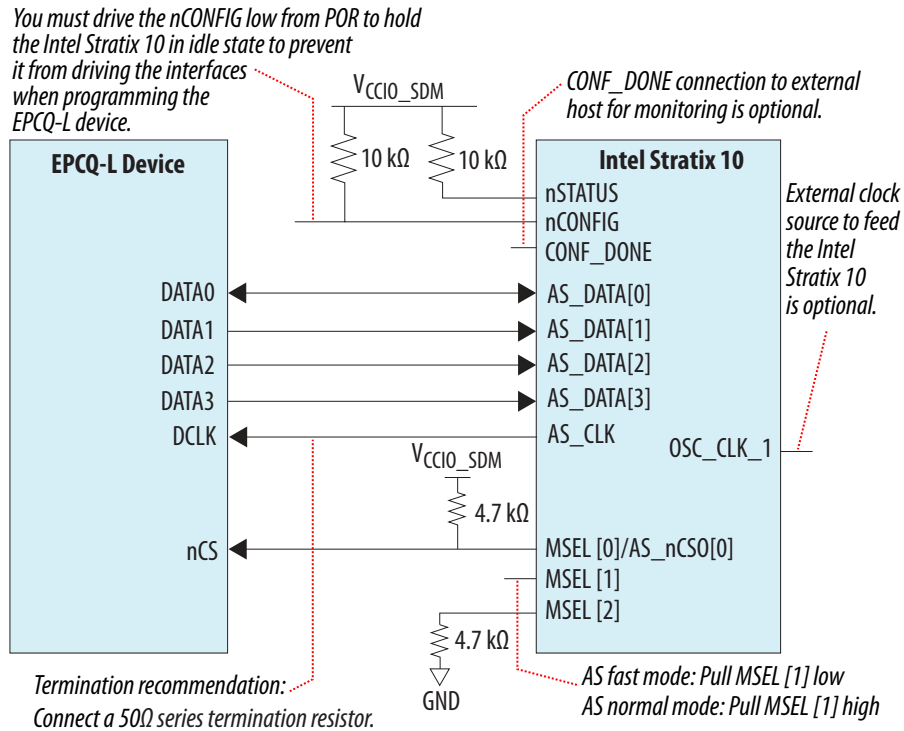 You must drive the nCONFIG low from POR to hold
the Intel Stratix 10 in idle state to prevent
it from driving the interfaces
when programming the
EPCQ-L device.
VCCIO_SDM
CONF_DONE connection to external
host for monitoring is optional.
EPCQ-L Device
10 kΩ
10 kΩ
Intel Stratix 10
nSTATUS
nCONFIG
CONF_DONE
External clock
source to feed
the Intel
Stratix 10
is optional.
DATA0
AS_DATA[0]
DATA1
AS_DATA[1]
DATA2
AS_DATA[2]
DATA3
AS_DATA[3]
DCLK
AS_CLK
OSC_CLK_1
VCCIO_SDM
4.7 kΩ
nCS
MSEL [0]/AS_nCSO[0]
MSEL [1]
MSEL [2]
4.7 kΩ
GND
Termination recommendation:
Connect a 50Ω series termination resistor.
AS fast mode: Pull MSEL [1] low
AS normal mode: Pull MSEL [1] high